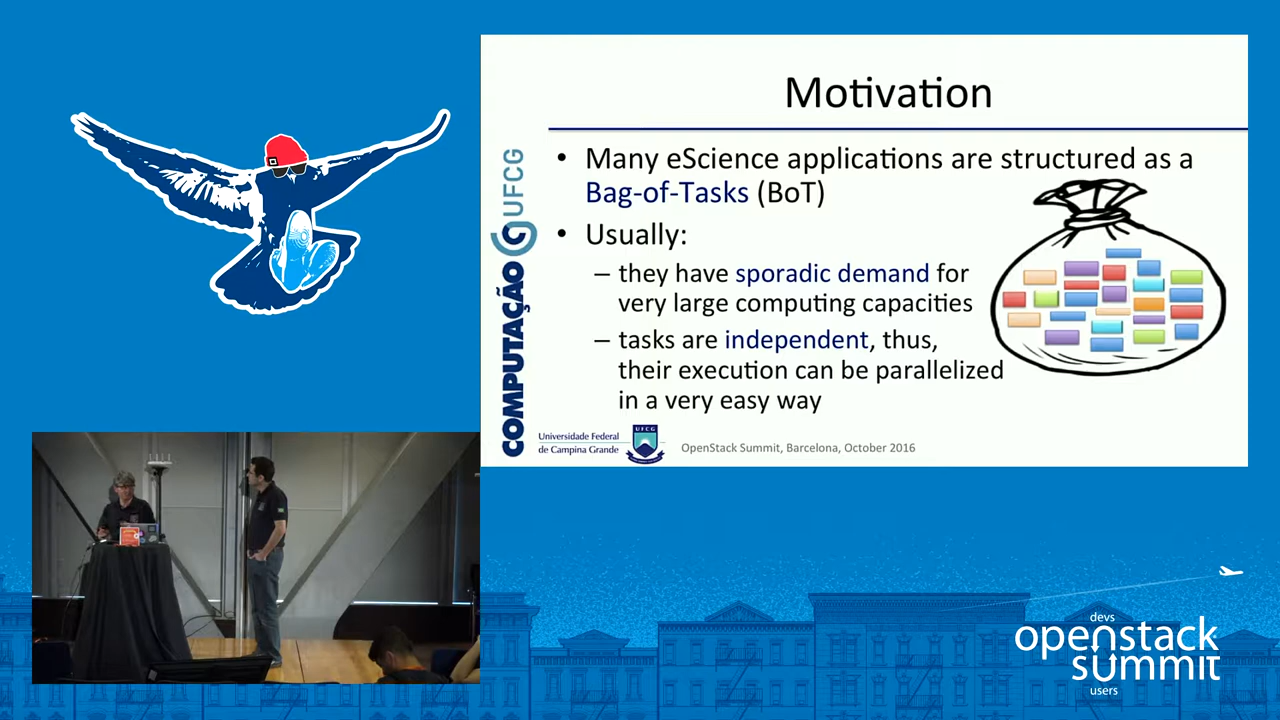 Motivation
• Many eScience applications are structured as a
Bag-of-Tasks (BoT)
• Usually:
– they have sporadic demand for
very large computing capacities
– tasks are independent, thus,
their execution can be parallelized
in a very easy way
COMPUTAÇÃO UFCG
Universidade Federal
de Campina Grande
UFCG
OpenStack Summit, Barcelona, October 2016
devs
openstack
summit
users